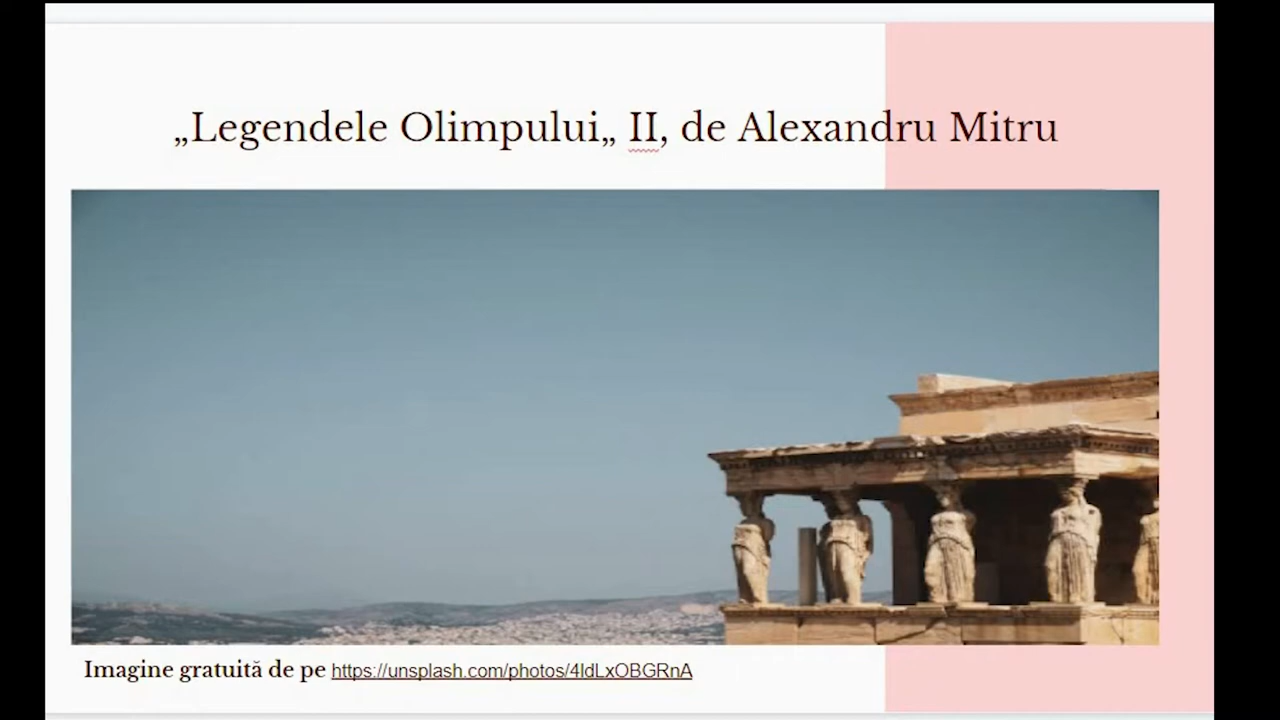 „Legendele Olimpului„ II, de Alexandru Mitru
Imagine gratuită de pe https://unsplash.com/photos/4ldLxOBGRnA